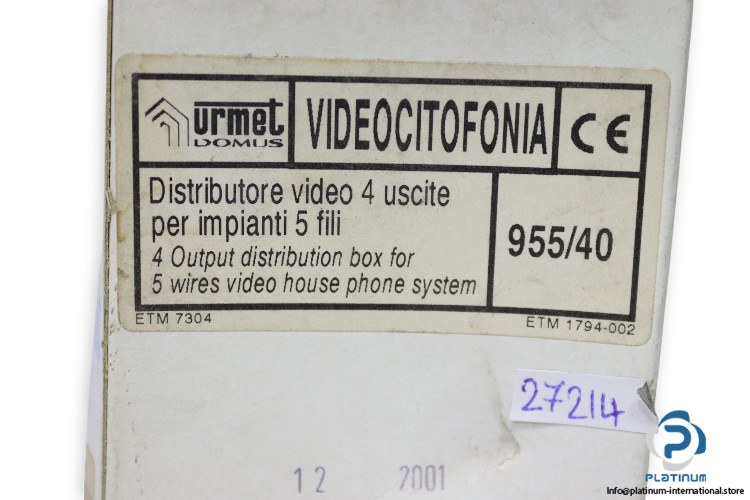 urmet
DOMUS
VIDEOCITOFONIA
CE
Distributore video 4 uscite
per impianti 5 fili
4 Output distribution box for
5 wires video house phone system
955/40
ETM 7304
ETM 1794-002
27214
12 2001
PLATINUM
Info@platinum-international.store